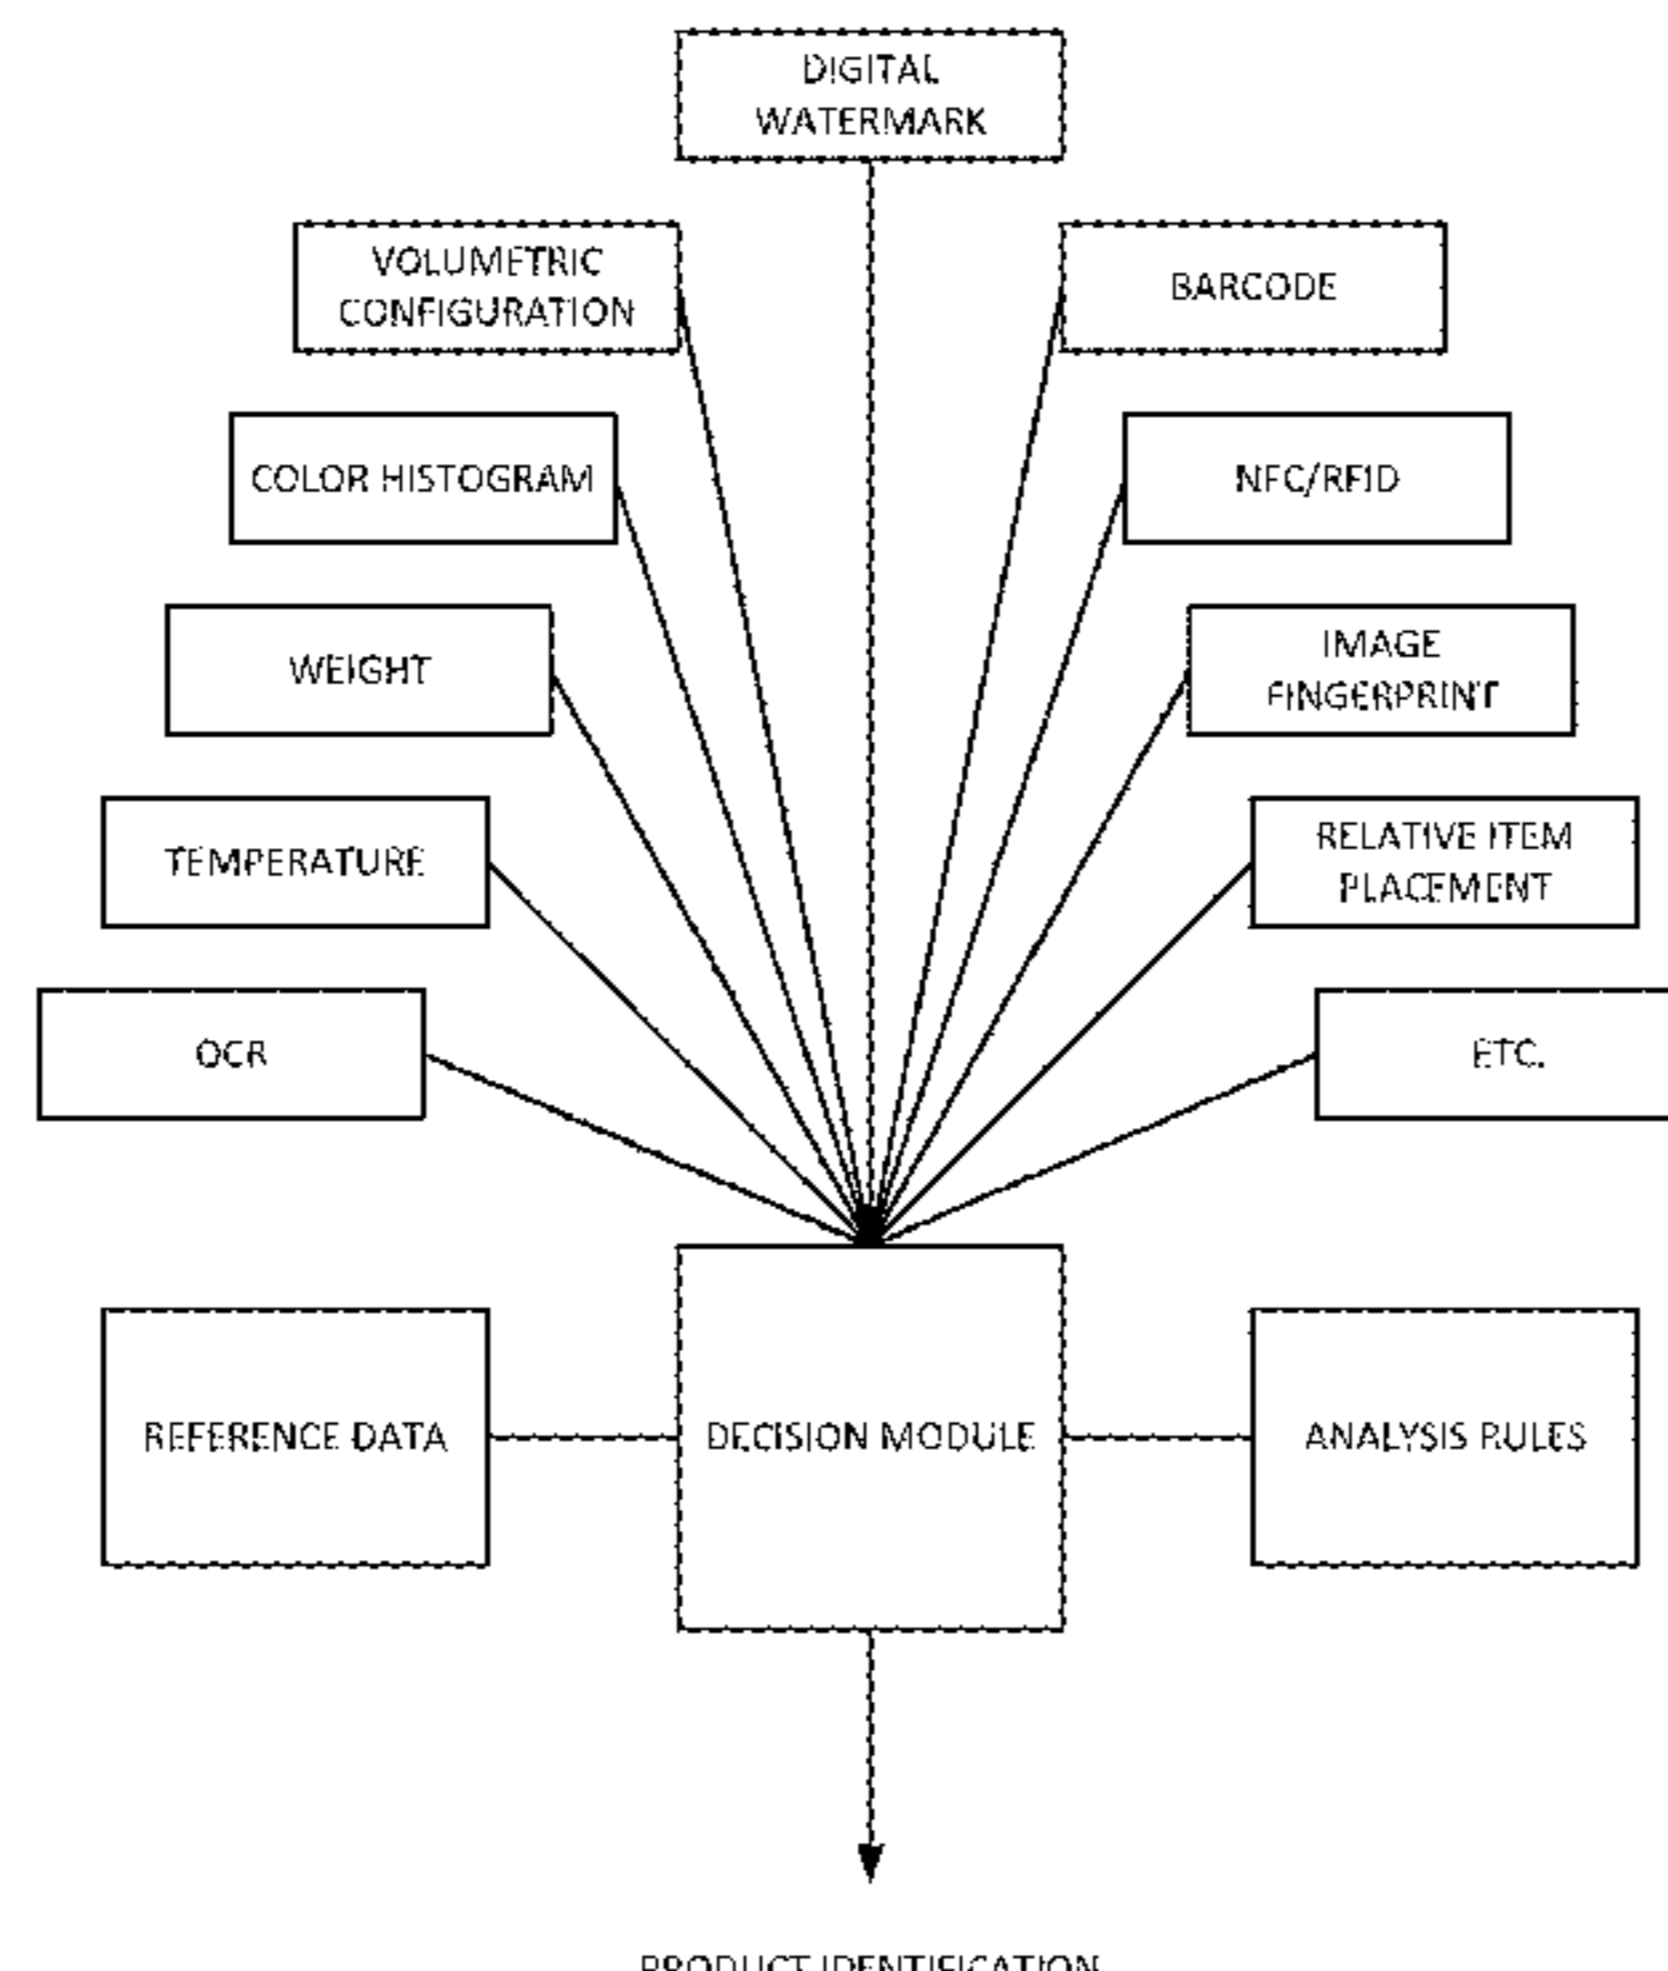 DIGITAL
WATERMARK
VOLUMETRIC
CONFIGURATION
BARCODE
COLOR HISTOGRAM
NFC/RFID
WEIGHT
IMAGE
FINGERPRINT
TEMPERATURE
RELATIVE ITEM
PLACEMENT
OCR
ETC.
REFERENCE DATA
DECISION MODULE
ANALYSIS RULES
PRODUCT IDENTIFICATION